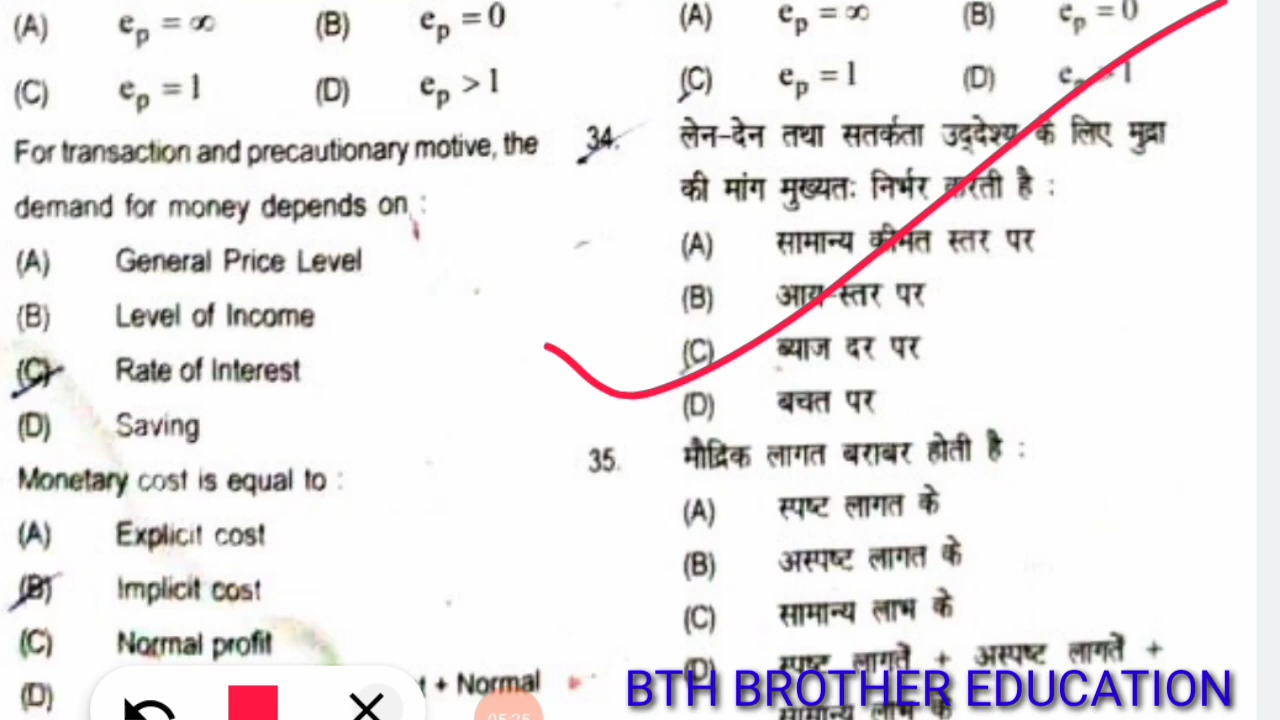 (A) e_p = ∞ (B) e_p = 0
(C) e_p = 1 (D) e_p > 1
For transaction and precautionary motive, the
demand for money depends on :
(A) General Price Level
(B) Level of Income
(C) Rate of Interest
(D) Saving
Monetary cost is equal to :
(A) Explicit cost
(B) Implicit cost
(C) Normal profit
(D) + Normal
(A) e_p = ∞ (B) e_p = 0
(C) e_p = 1 (D)
34. लेन-देन तथा सतर्कता उद्देश्य के लिए मुद्रा
की मांग मुख्यतः निर्भर करती है :
(A) सामान्य कीमत स्तर पर
(B) आय स्तर पर
(C) ब्याज दर पर
(D) बचत पर
35. मौद्रिक लागत बराबर होती है :
(A) स्पष्ट लागत के
(B) अस्पष्ट लागत के
(C) सामान्य लाभ के
(D) स्पष्ट लागतें + अस्पष्ट लागतें +
सामान्य लाभ के
BTH BROTHER EDUCATION
05:25